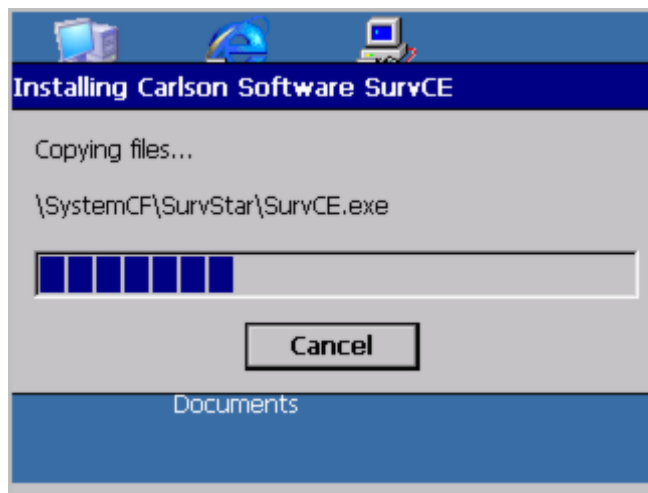 Installing Carlson Software SurvCE
Copying files...
\SystemCF\SurvStar\SurvCE.exe
Cancel
Documents